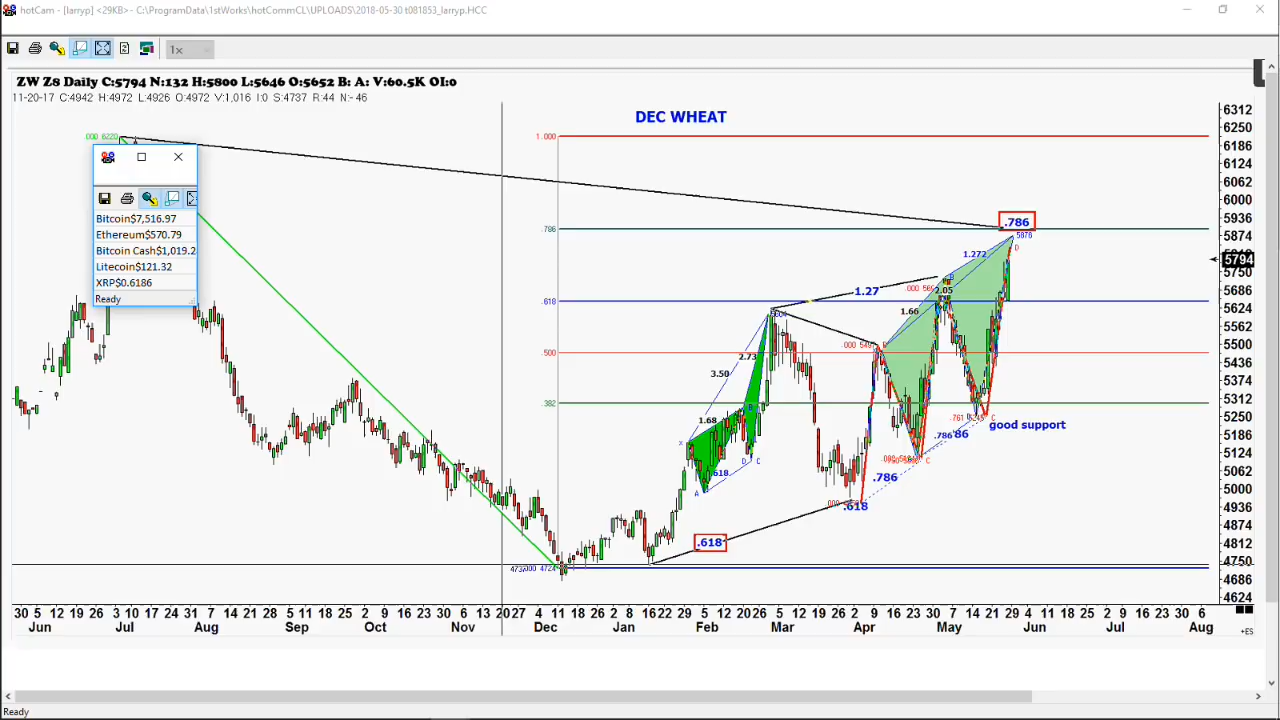 hotCam - [larryp] <29KB> - C:\ProgramData\1stWorks\hotCommCL\UPLOADS\2018-05-30 t081853_larryp.HCC
1x
ZW Z8 Daily C:5794 N:132 H:5800 L:5646 O:5652 B: A: V:60.5K OI:0
11-20-17 C:4942 H:4972 L:4926 O:4972 V:1,016 I:0 S:4737 R:44 N:- 46
DEC WHEAT
000 6220
1.000
.786
.618
.500
.382
000 4724
.786
5876
D
1.272
B
2.05
1.27
1.66
2.73
3.50
1.68
X
B
A
.618
D
C
C
C
good support
.786
86
.786
.618
.618
Bitcoin$7,516.97
Ethereum$570.79
Bitcoin Cash$1,019.2
Litecoin$121.32
XRP$0.6186
Ready
6312
6250
6186
6124
6062
6000
5936
5874
5794
5750
5686
5624
5562
5500
5436
5374
5312
5250
5186
5124
5062
5000
4936
4874
4812
4750
4686
4624
30 5 12 19 26 3 10 17 24 31 7 14 21 28 5 11 18 25 2 9 16 23 30 6 13 20 27 4 11 18 26 2 8 16 22 29 5 12 20 26 5 12 19 26 2 9 16 23 30 7 14 21 29 4 11 18 25 2 9 16 23 30 6
Jun Jul Aug Sep Oct Nov Dec Jan Feb Mar Apr May Jun Jul Aug
+ES
Ready